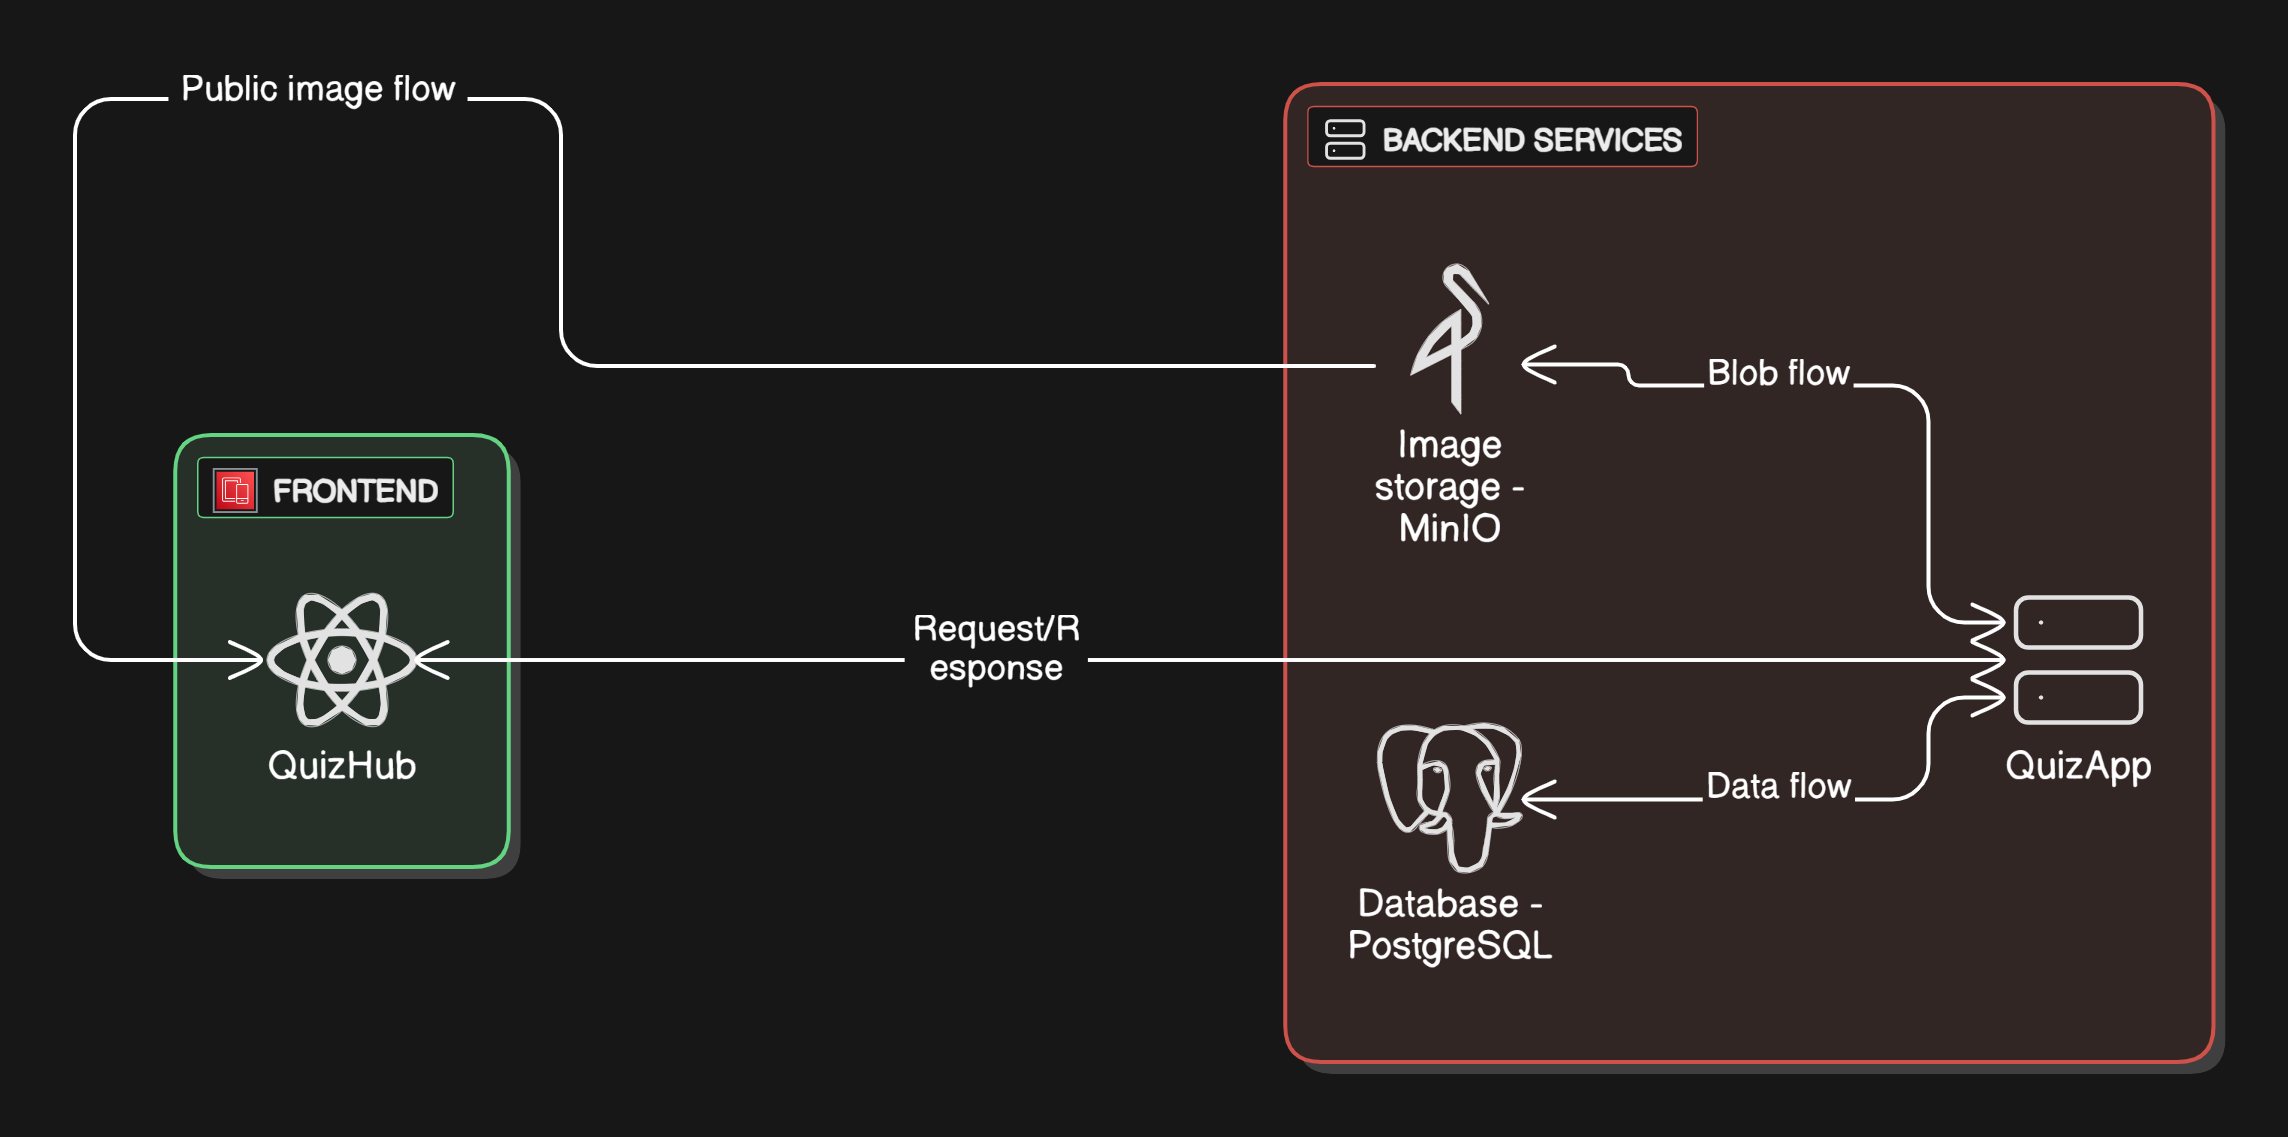 Public image flow
BACKEND SERVICES
Blob flow
Image
storage -
MinIO
FRONTEND
Request/R
esponse
QuizHub
QuizApp
Data flow
Database -
PostgreSQL